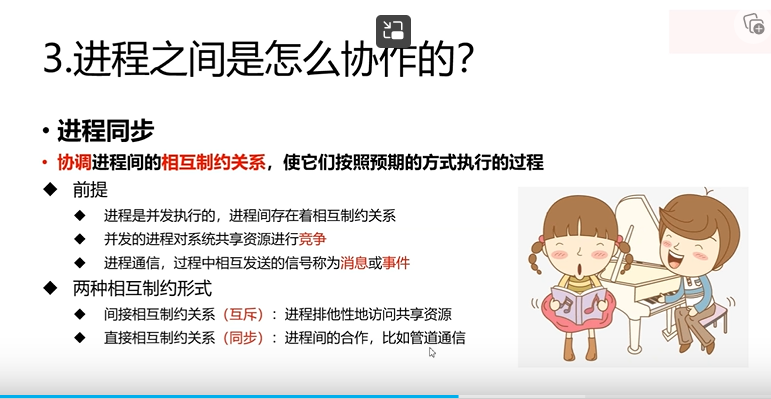 3.进程之间是怎么协作的?
• 进程同步
• 协调进程间的相互制约关系，使它们按照预期的方式执行的过程
◆ 前提
◆ 进程是并发执行的，进程间存在着相互制约关系
◆ 并发的进程对系统共享资源进行竞争
◆ 进程通信，过程中相互发送的信号称为消息或事件
◆ 两种相互制约形式
◆ 间接相互制约关系（互斥）：进程排他性地访问共享资源
◆ 直接相互制约关系（同步）：进程间的合作，比如管道通信